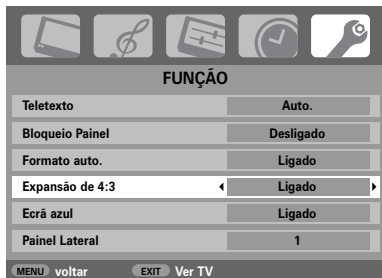 FUNÇÃO
Teletexto Auto.
Bloqueio Painel Desligado
Formato auto. Ligado
Expansão de 4:3 Ligado
Ecrã azul Ligado
Painel Lateral 1
MENU voltar EXIT Ver TV